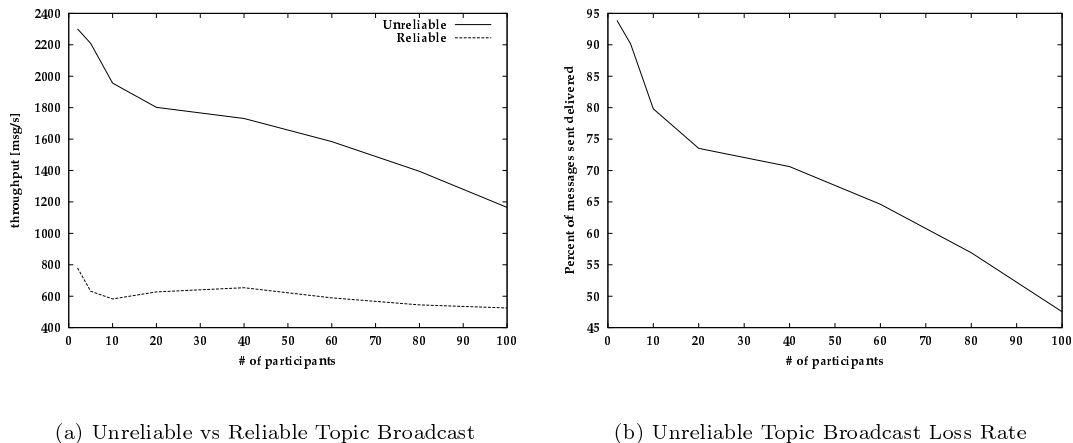 2400
2200
2000
1800
1600
1400
1200
1000
800
600
400
throughput [msg/s]
Unreliable
Reliable
0 10 20 30 40 50 60 70 80 90 100
# of participants
95
90
85
80
75
70
65
60
55
50
45
Percent of messages sent delivered
0 10 20 30 40 50 60 70 80 90 100
# of participants
(a) Unreliable vs Reliable Topic Broadcast
(b) Unreliable Topic Broadcast Loss Rate